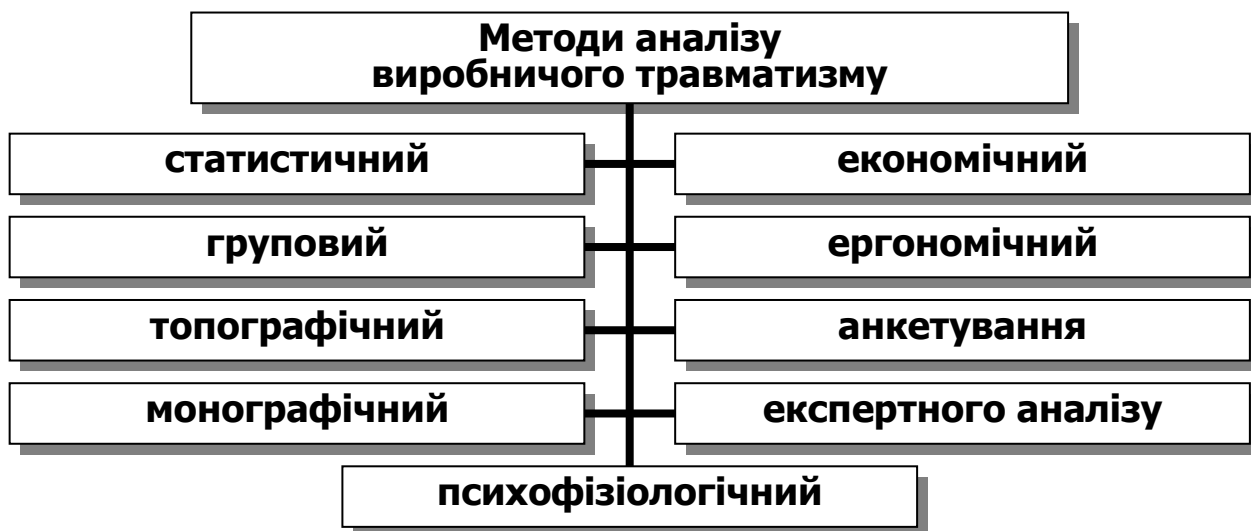 Методи аналізу
виробничого травматизму
статистичний
економічний
груповий
ергономічний
топографічний
анкетування
монографічний
експертного аналізу
психофізіологічний